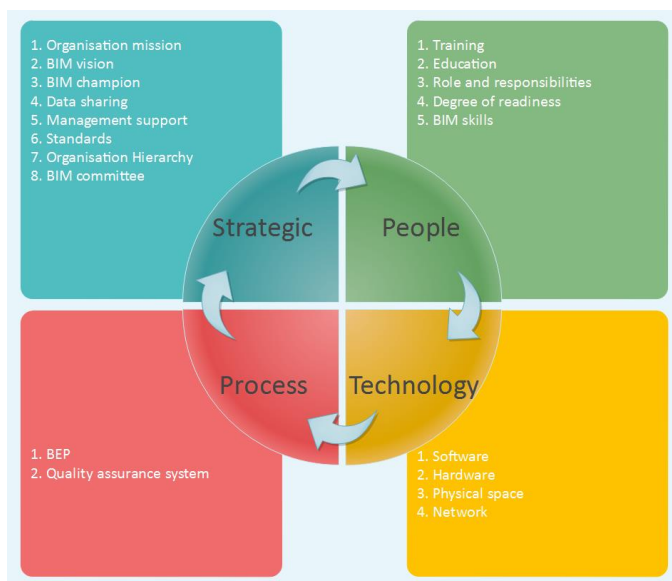 1. Organisation mission
2. BIM vision
3. BIM champion
4. Data sharing
5. Management support
6. Standards
7. Organisation Hierarchy
8. BIM committee
1. Training
2. Education
3. Role and responsibilities
4. Degree of readiness
5. BIM skills
Strategic
People
Process
Technology
1. BEP
2. Quality assurance system
1. Software
2. Hardware
3. Physical space
4. Network